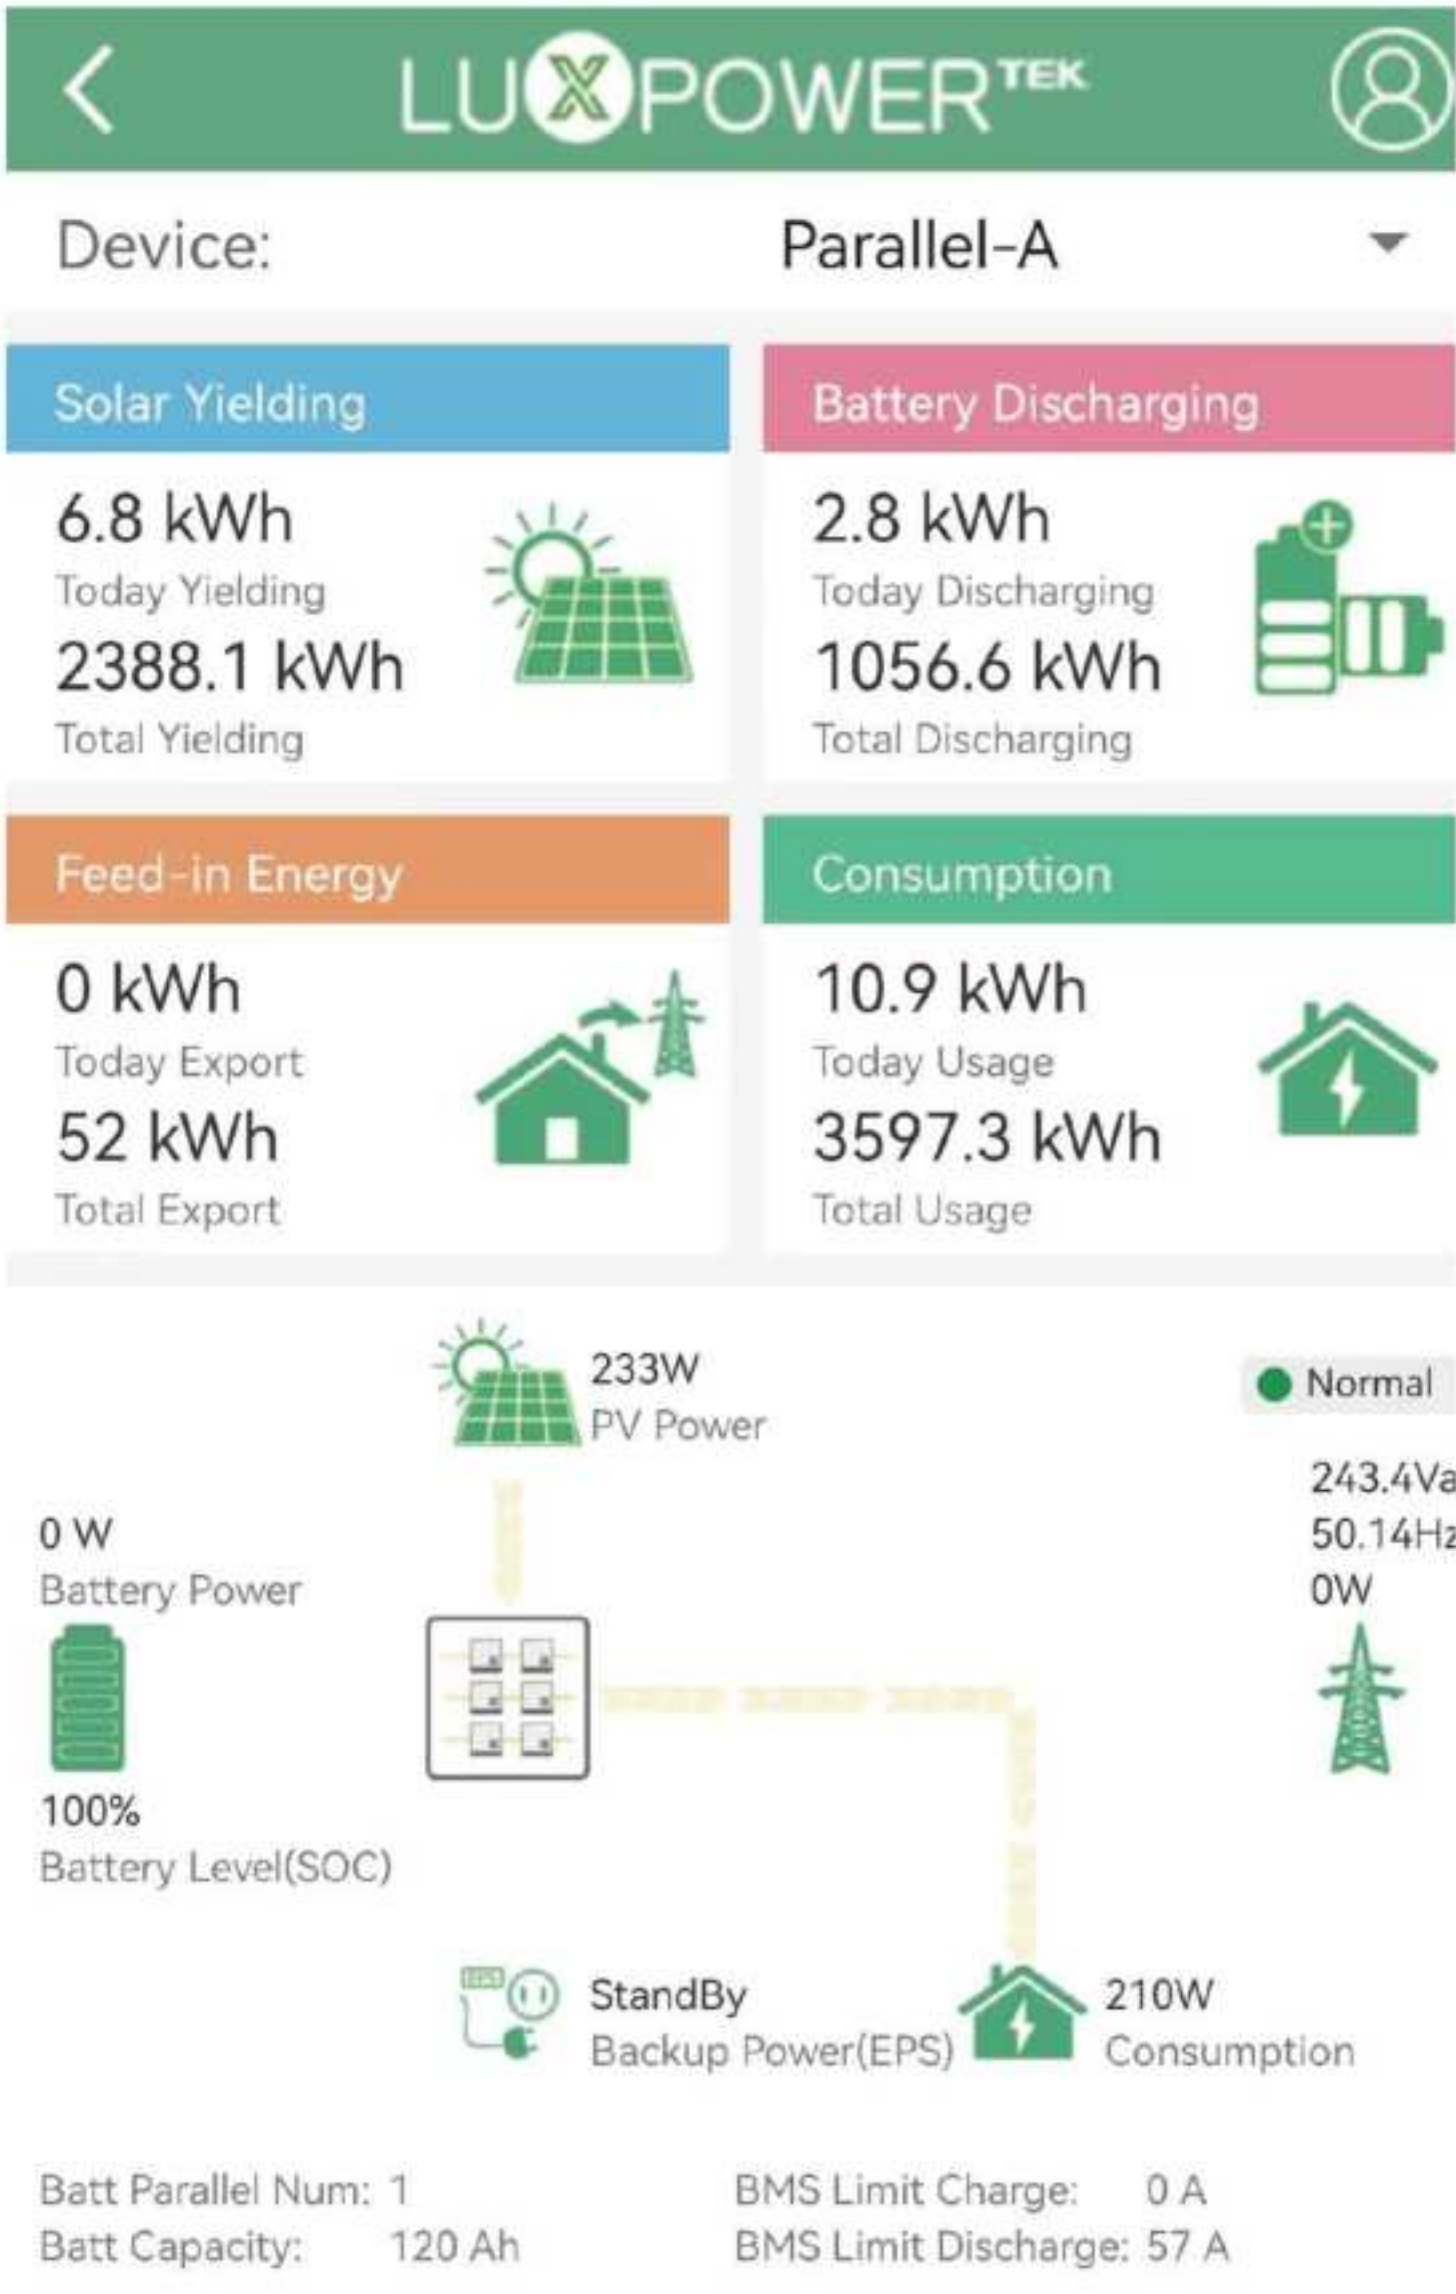 LUXPOWERTEK
Device: Parallel-A
Solar Yielding
6.8 kWh
Today Yielding
2388.1 kWh
Total Yielding
Battery Discharging
2.8 kWh
Today Discharging
1056.6 kWh
Total Discharging
Feed-in Energy
0 kWh
Today Export
52 kWh
Total Export
Consumption
10.9 kWh
Today Usage
3597.3 kWh
Total Usage
233W
PV Power
Normal
243.4Va
50.14Hz
0W
0 W
Battery Power
100%
Battery Level(SOC)
EPS
StandBy
Backup Power(EPS)
210W
Consumption
Batt Parallel Num: 1
BMS Limit Charge: 0 A
Batt Capacity: 120 Ah
BMS Limit Discharge: 57 A